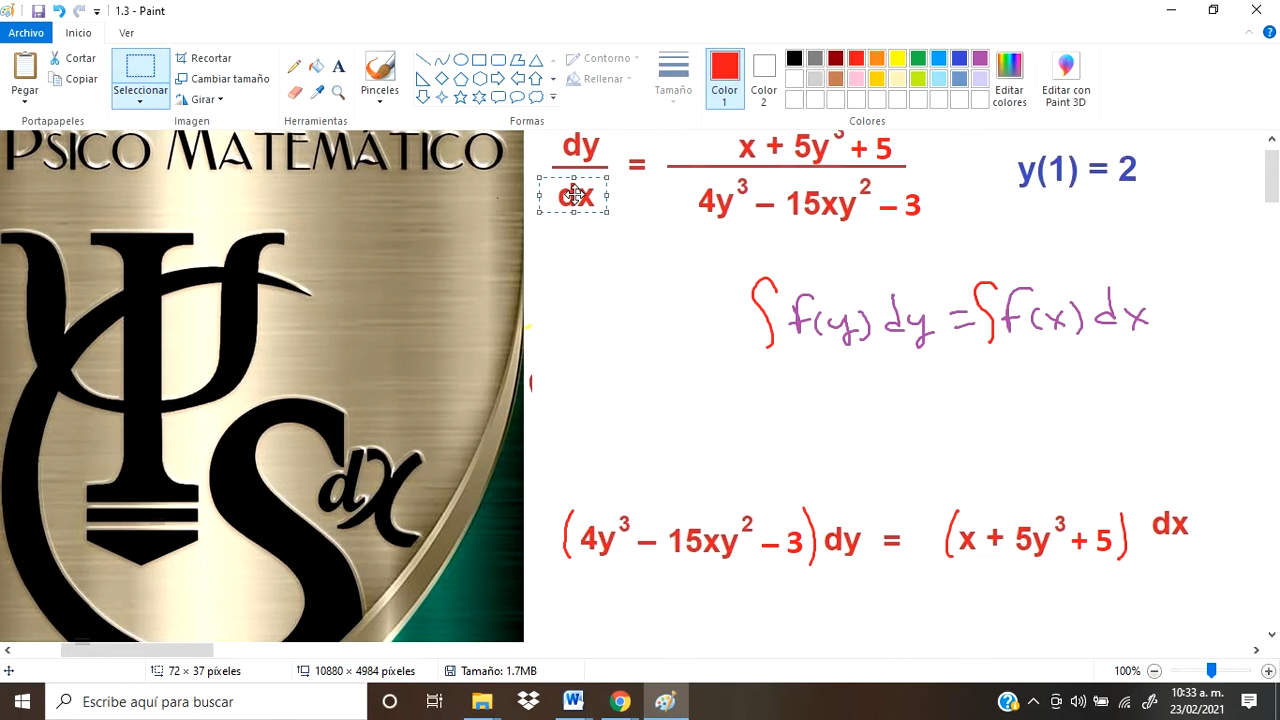 1.3 - Paint
Archivo Inicio Ver
Pegar
Cortar
Copiar
Portapapeles
Seleccionar
Recortar
Cambiar tamaño
Girar
Imagen
A
Herramientas
Pinceles
Contorno
Rellenar
Formas
Tamaño
Color 1
Color 2
Editar colores
Editar con Paint 3D
Colores
PSICO MATEMÁTICO
dy/dx = (x + 5y³ + 5)/(4y³ – 15xy² – 3) y(1) = 2
∫ f(y) dy = ∫ f(x) dx
(4y³ – 15xy² – 3) dy = (x + 5y³ + 5) dx
dx
72 × 37 píxeles
10880 × 4984 píxeles
Tamaño: 1.7MB
100%
Escribe aquí para buscar
10:33 a. m.
23/02/2021